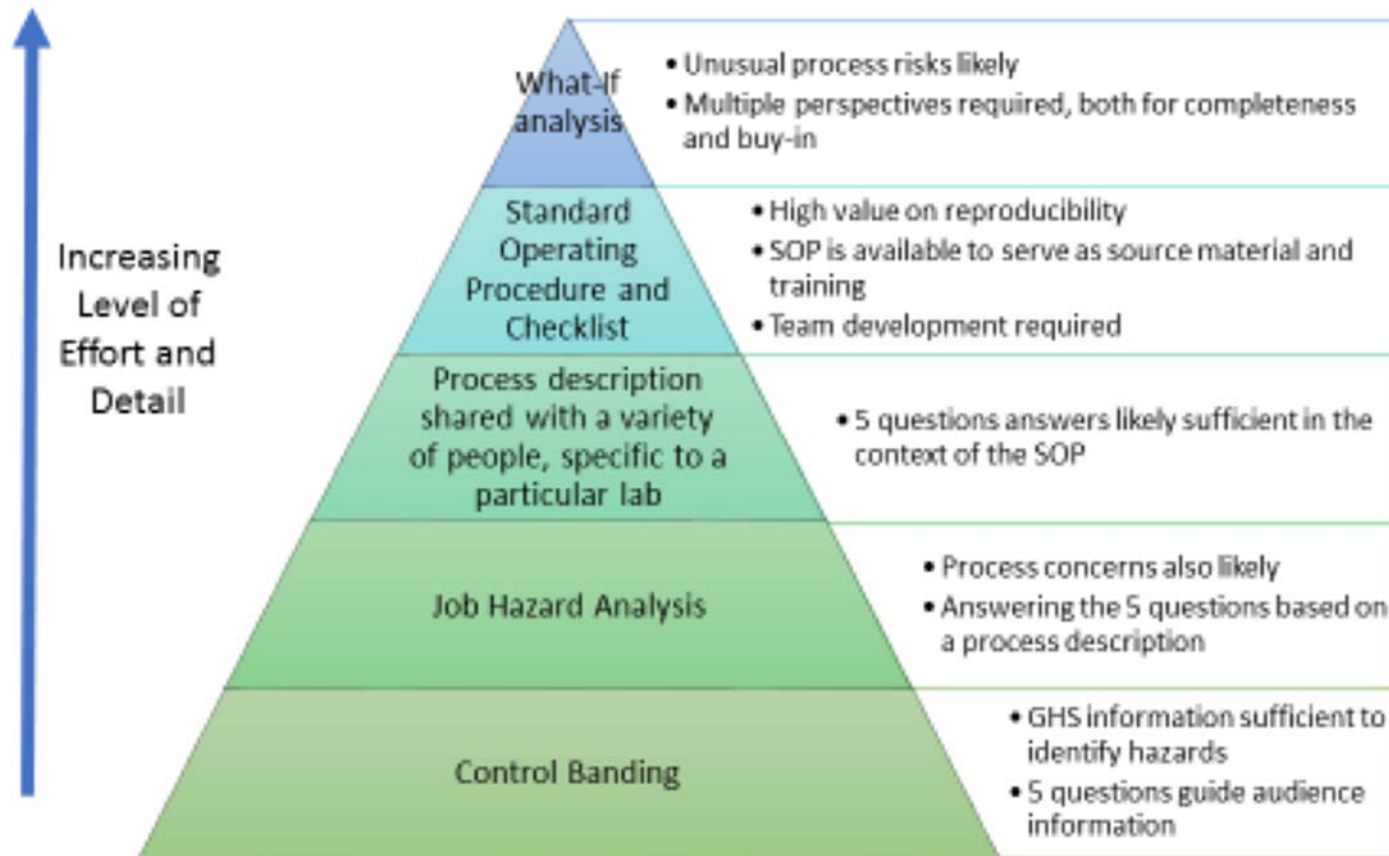 What-If
analysis
• Unusual process risks likely
• Multiple perspectives required, both for completeness
and buy-in
Increasing
Level of
Effort and
Detail
Standard
Operating
Procedure and
Checklist
• High value on reproducibility
• SOP is available to serve as source material and
training
• Team development required
Process description
shared with a variety
of people, specific to a
particular lab
• 5 questions answers likely sufficient in the
context of the SOP
Job Hazard Analysis
• Process concerns also likely
• Answering the 5 questions based on
a process description
Control Banding
• GHS information sufficient to
identify hazards
• 5 questions guide audience
information